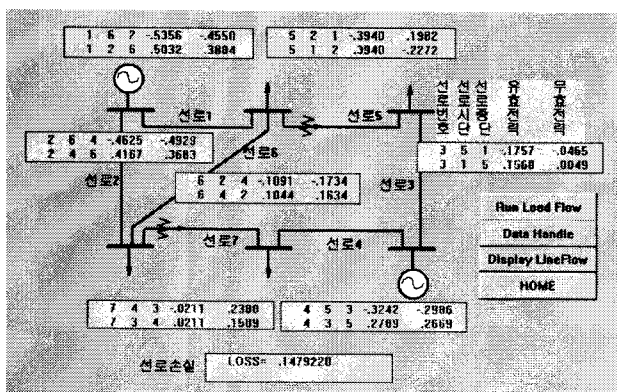 1 6 2 -.5356 -.4550
1 2 6 .5032 .3884
5 2 1 -.3940 .1982
5 1 2 .3940 -.2272
선로번호 선로시단 선로종단 유효전력 무효전력
선로1
선로5
2 6 4 -.4625 -.4929
2 4 6 .4167 .3683
3 5 1 -.1757 -.0465
3 1 5 .1568 .0049
선로6
선로2
6 2 4 -.1091 -.1734
6 4 2 .1044 .1634
선로3
Run Load Flow
Data Handle
Display LineFlow
HOME
선로7
선로4
7 4 3 -.0211 .2380
7 3 4 .0211 .1589
4 5 3 -.3242 -.2986
4 3 5 .2789 .2669
선로손실
LOSS= .1479220